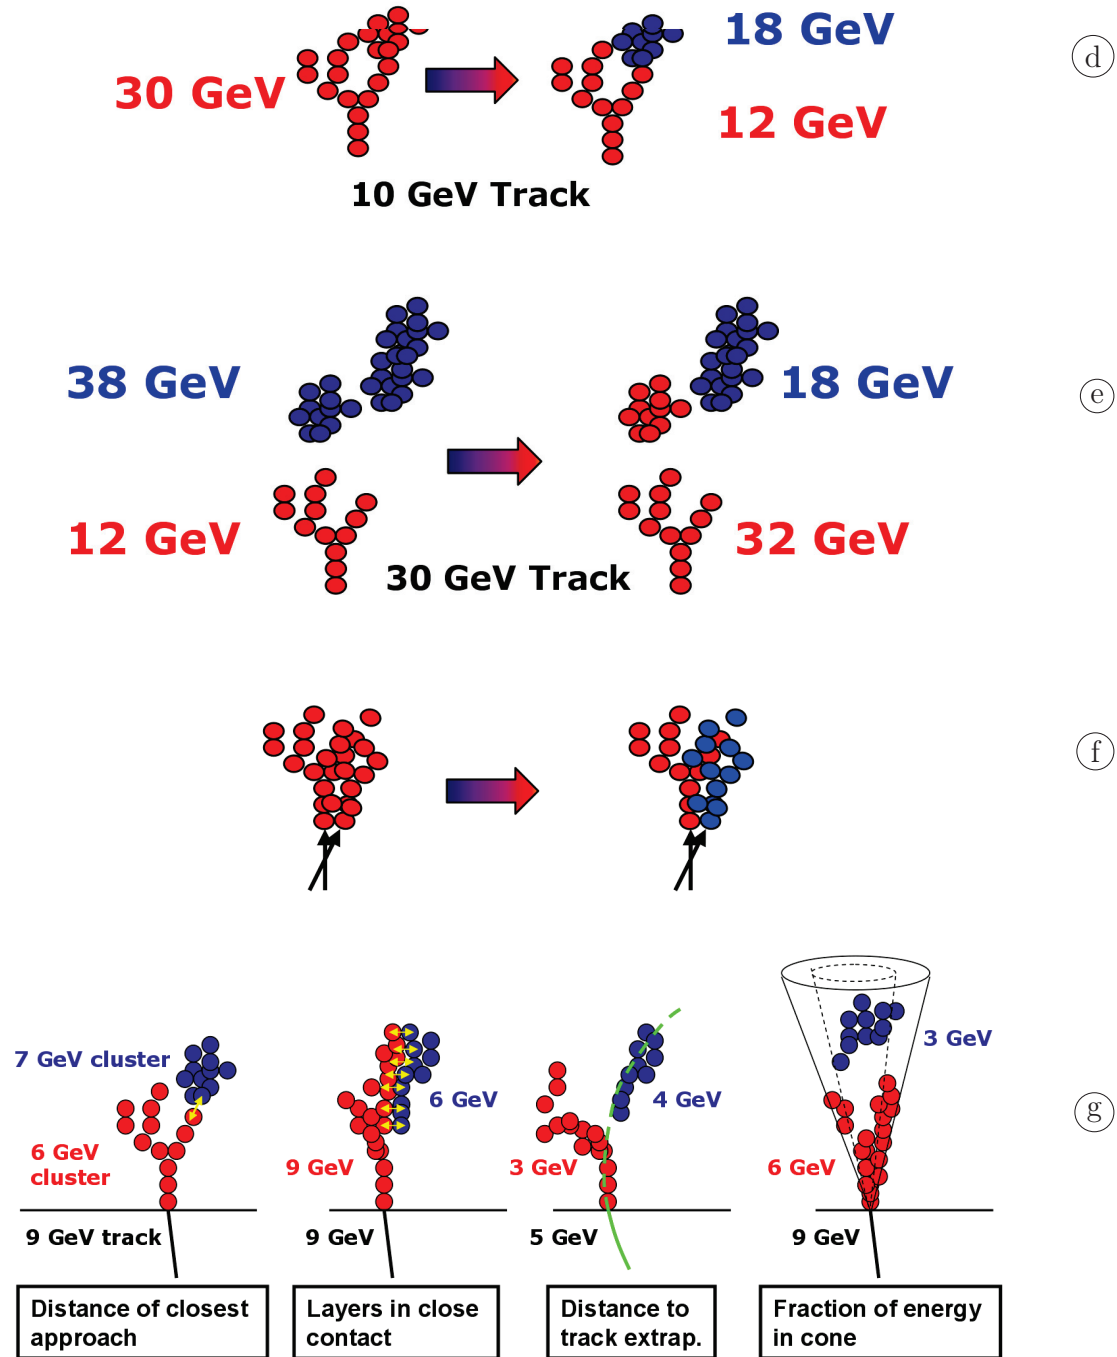 18 GeV
d
30 GeV
12 GeV
10 GeV Track
38 GeV
18 GeV
e
12 GeV
32 GeV
30 GeV Track
f
3 GeV
7 GeV cluster
6 GeV
4 GeV
g
6 GeV
cluster
9 GeV
3 GeV
6 GeV
9 GeV track
9 GeV
5 GeV
9 GeV
Distance of closest
approach
Layers in close
contact
Distance to
track extrap.
Fraction of energy
in cone